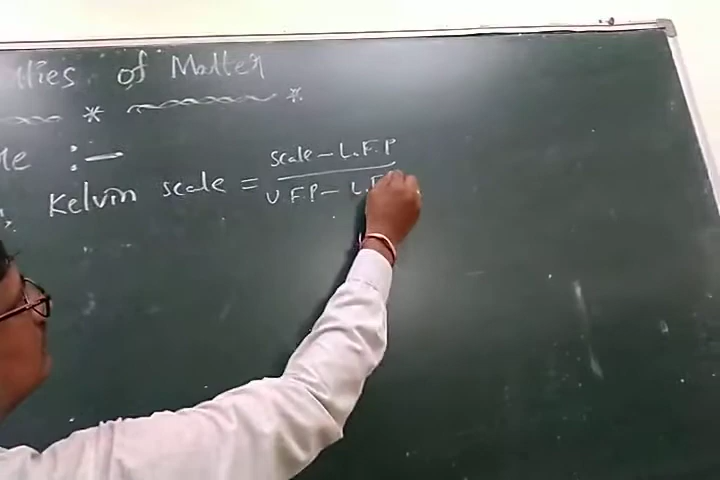 of Matter
* *
:-
Kelvin scale = scale - L.F.P
U.F.P - L.F